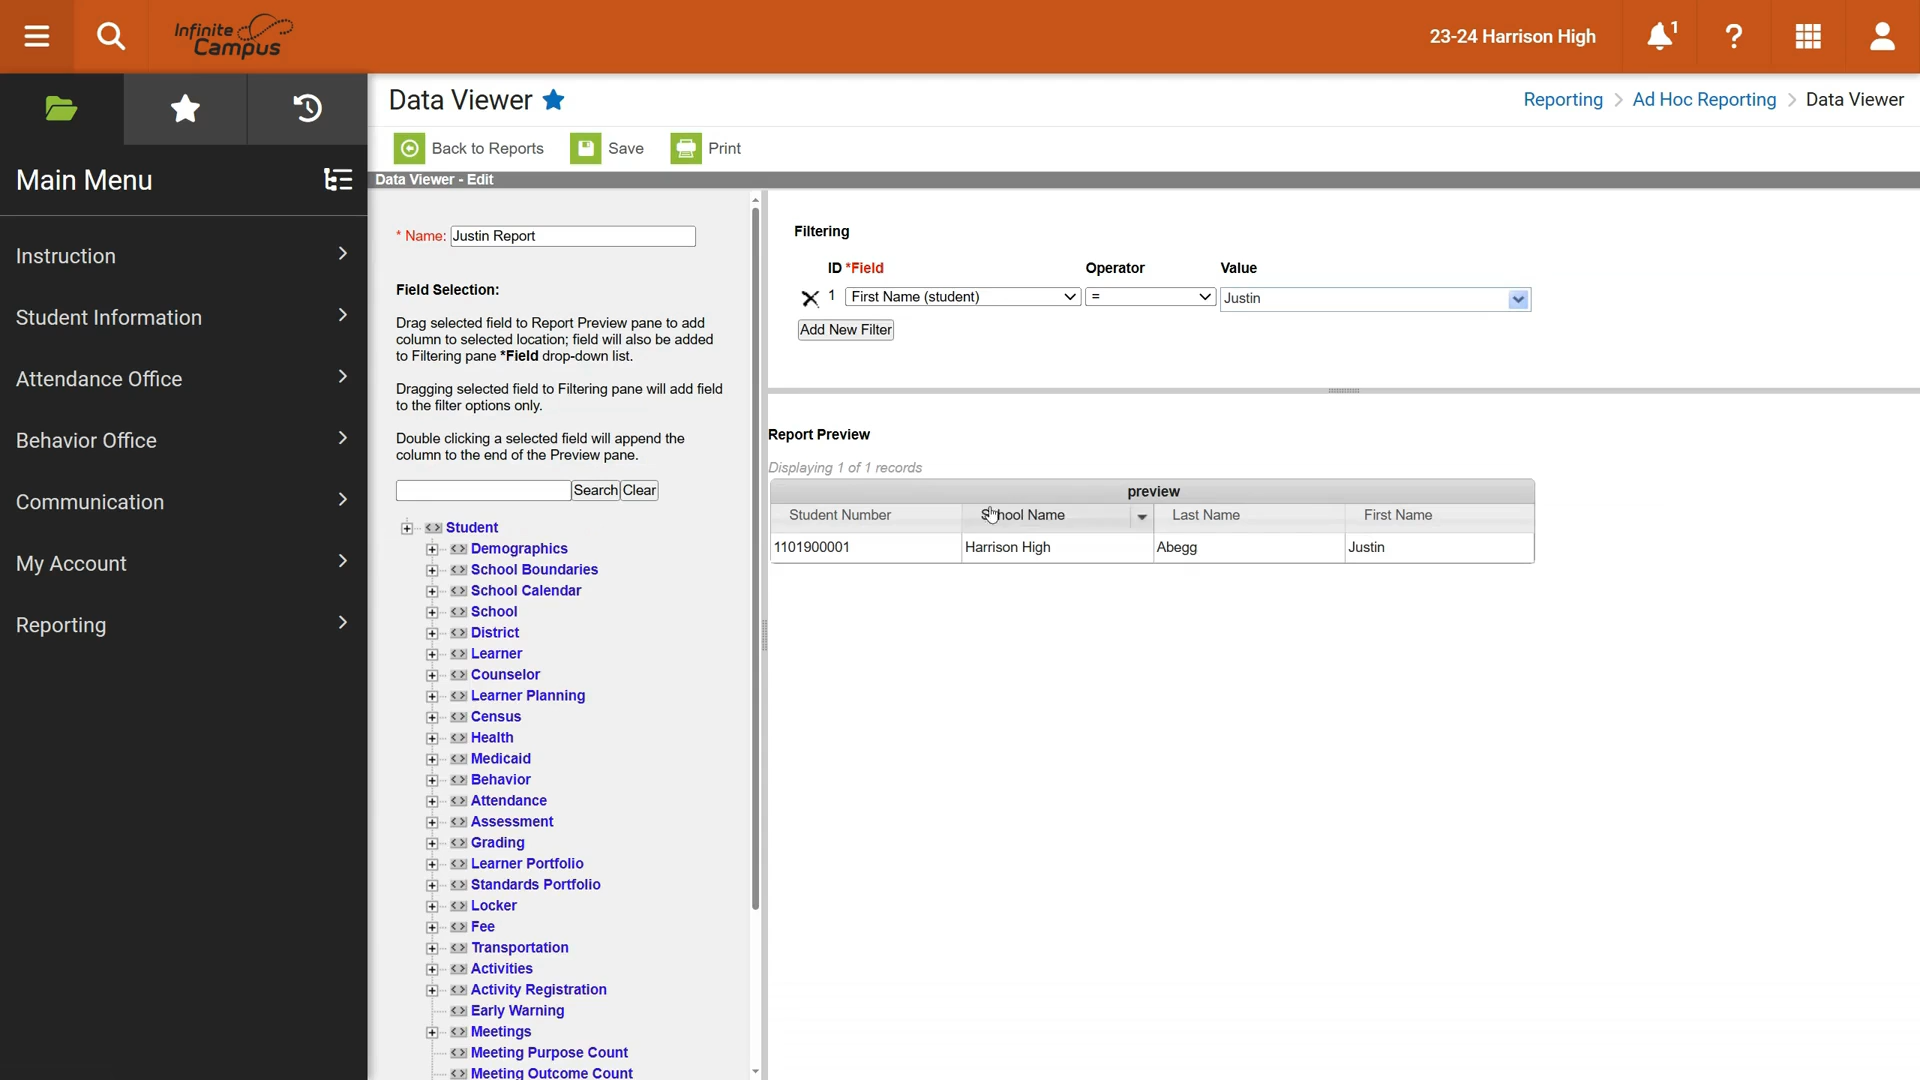 Infinite Campus
23-24 Harrison High
1
Data Viewer
Reporting > Ad Hoc Reporting > Data Viewer
Back to Reports Save Print
Main Menu
Data Viewer - Edit
Instruction
Student Information
Attendance Office
Behavior Office
Communication
My Account
Reporting
* Name: Justin Report
Field Selection:
Drag selected field to Report Preview pane to add
column to selected location; field will also be added
to Filtering pane *Field drop-down list.
Dragging selected field to Filtering pane will add field
to the filter options only.
Double clicking a selected field will append the
column to the end of the Preview pane.
Search Clear
Student
Demographics
School Boundaries
School Calendar
School
District
Learner
Counselor
Learner Planning
Census
Health
Medicaid
Behavior
Attendance
Assessment
Grading
Learner Portfolio
Standards Portfolio
Locker
Fee
Transportation
Activities
Activity Registration
Early Warning
Meetings
Meeting Purpose Count
Meeting Outcome Count
Filtering
ID *Field Operator Value
1 First Name (student) = Justin
Add New Filter
Report Preview
Displaying 1 of 1 records
preview
Student Number School Name Last Name First Name
1101900001 Harrison High Abegg Justin